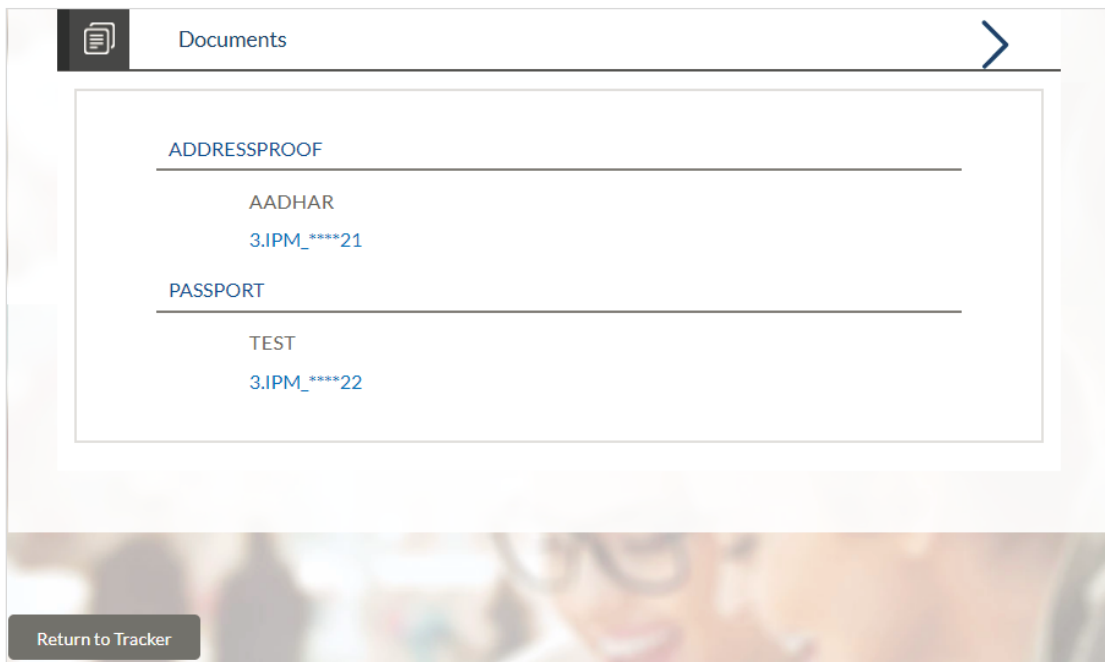 Documents
ADDRESSPROOF
AADHAR
3.IPM_****21
PASSPORT
TEST
3.IPM_****22
Return to Tracker